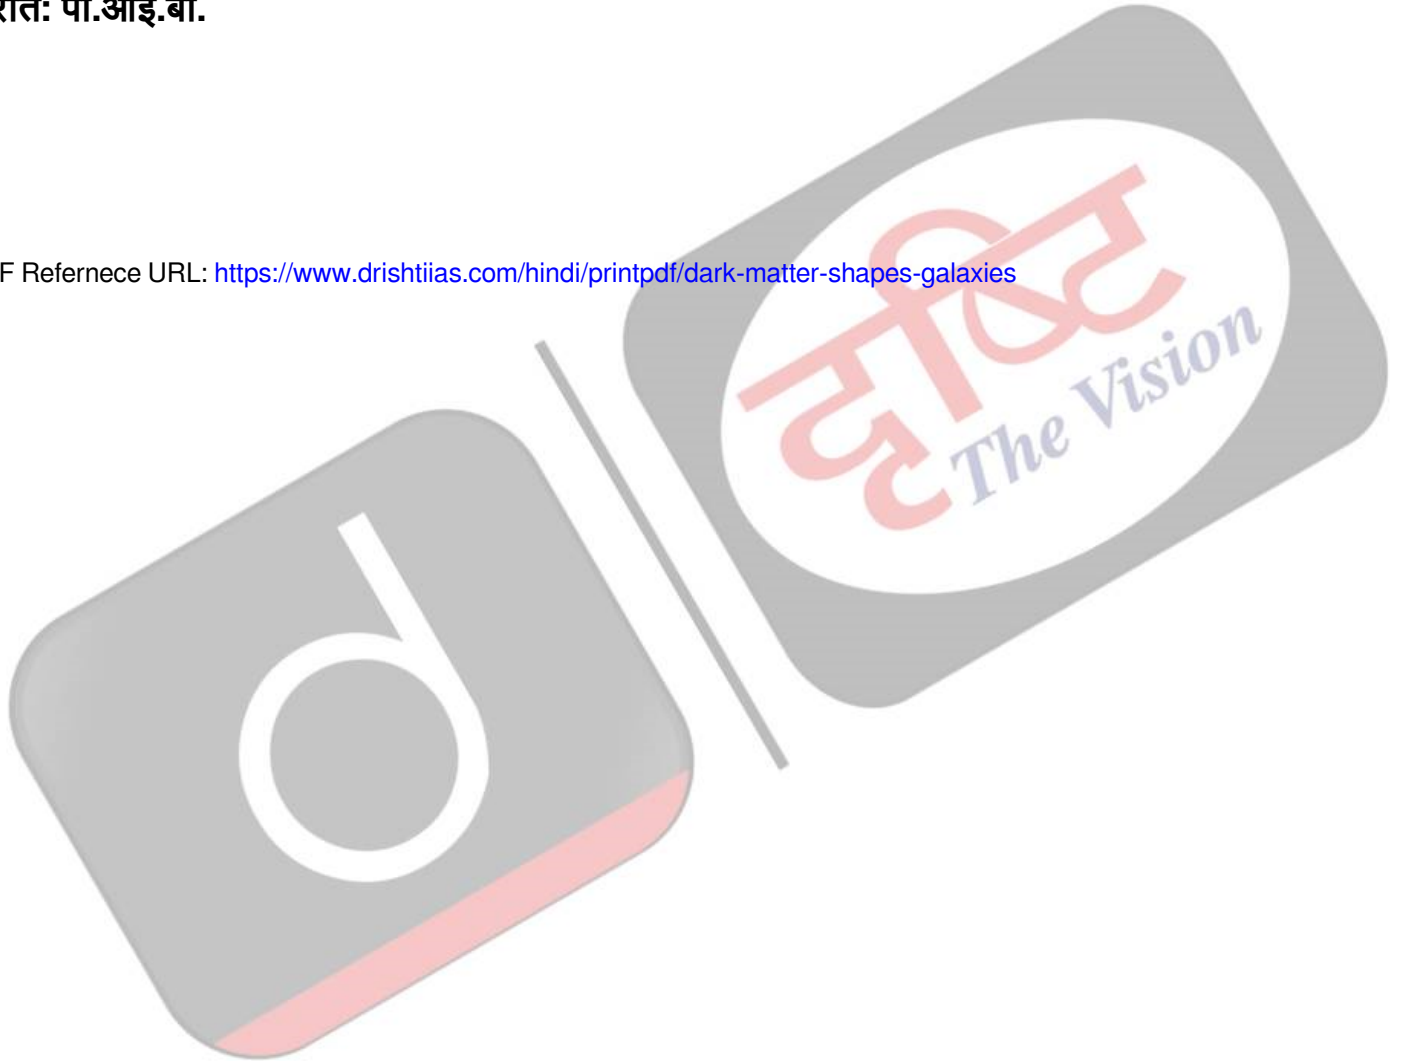 पी.आई.बी.
F Refernece URL: https://www.drishtiias.com/hindi/printpdf/dark-matter-shapes-galaxies
दृष्टि
The Vision
d